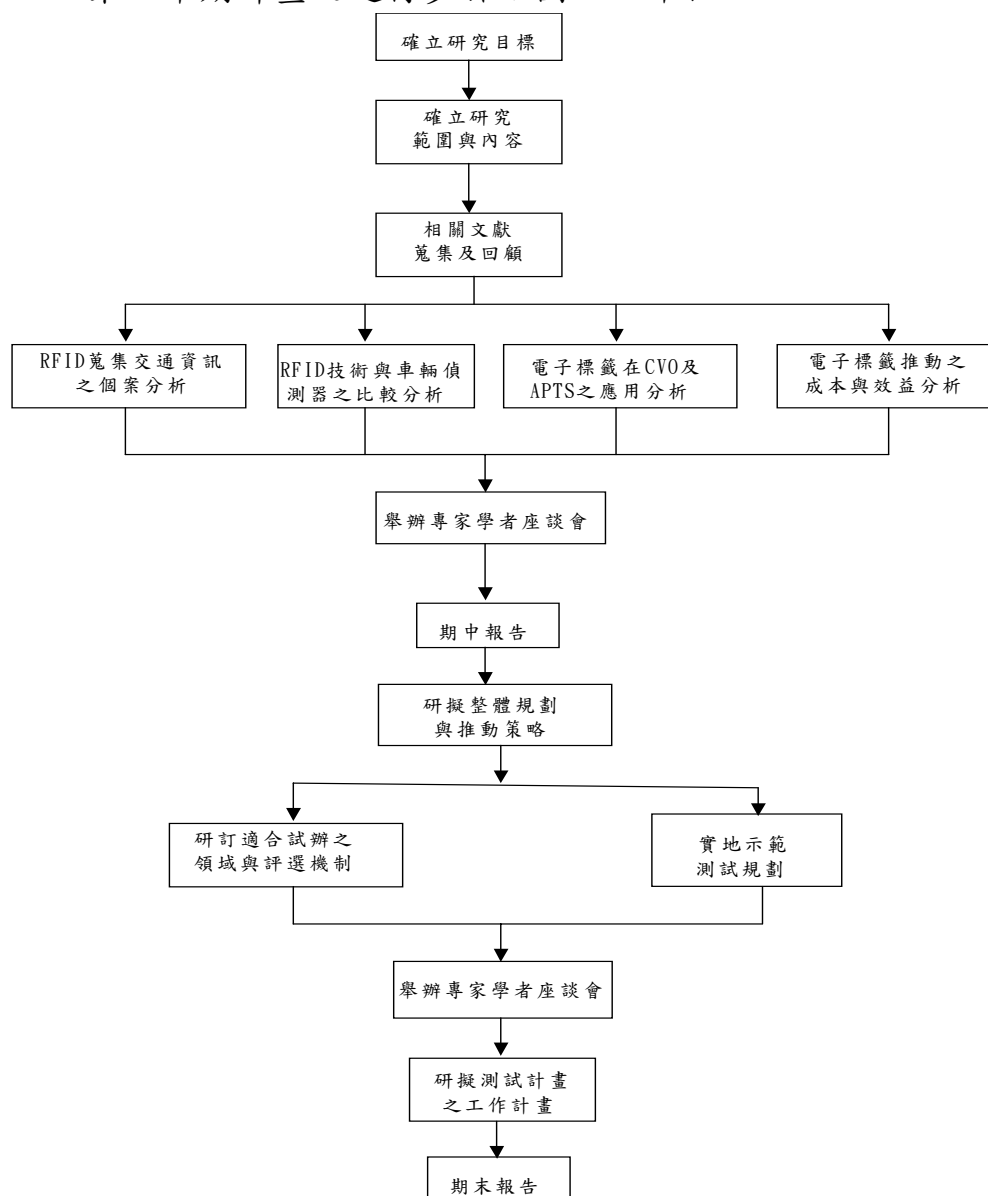 確立研究目標
確立研究
範圍與內容
相關文獻
蒐集及回顧
RFID蒐集交通資訊
之個案分析
RFID技術與車輛偵
測器之比較分析
電子標籤在CVO及
APTS之應用分析
電子標籤推動之
成本與效益分析
舉辦專家學者座談會
期中報告
研擬整體規劃
與推動策略
研訂適合試辦之
領域與評選機制
實地示範
測試規劃
舉辦專家學者座談會
研擬測試計畫
之工作計畫
期末報告